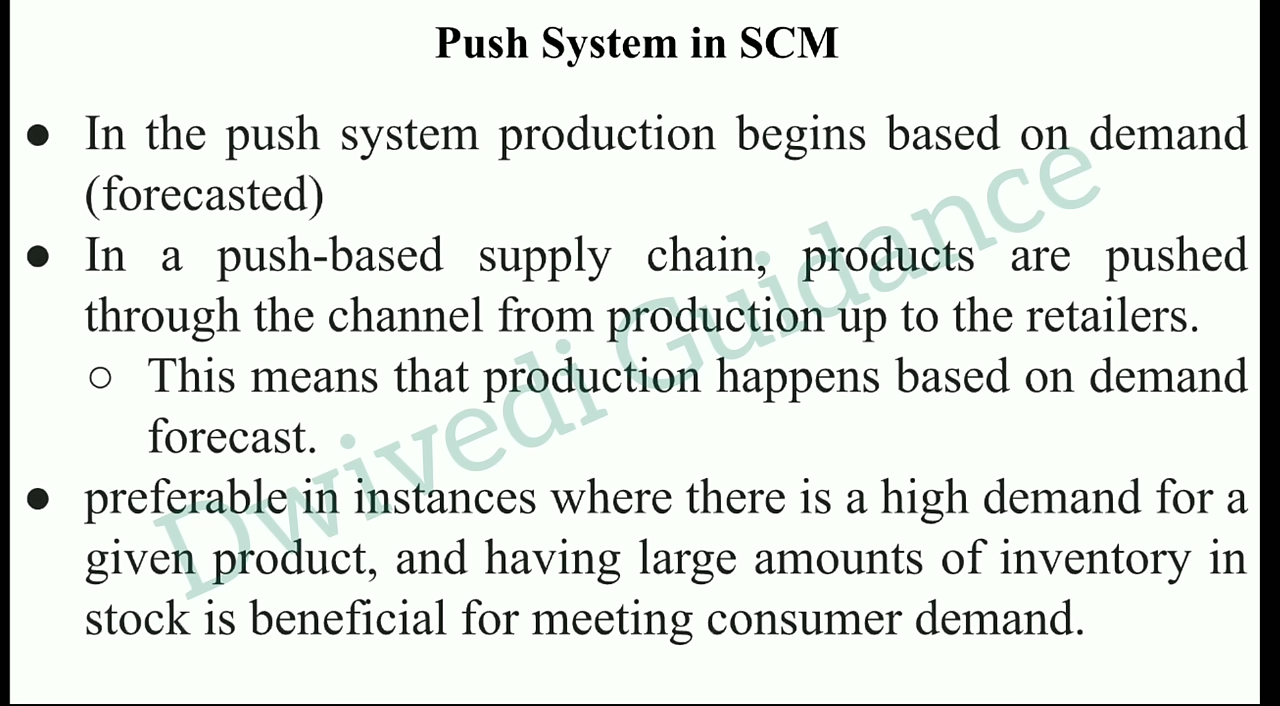 Push System in SCM
● In the push system production begins based on demand
(forecasted)
● In a push-based supply chain, products are pushed
through the channel from production up to the retailers.
○ This means that production happens based on demand
forecast.
● preferable in instances where there is a high demand for a
given product, and having large amounts of inventory in
stock is beneficial for meeting consumer demand.
Dwivedi Guidance